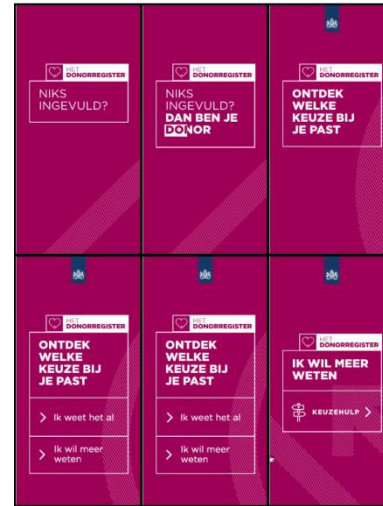 HET
DONORREGISTER
NIKS
INGEVULD?
HET
DONORREGISTER
NIKS
INGEVULD?
DAN BEN JE
DONOR
HET
DONORREGISTER
ONTDEK
WELKE
KEUZE BIJ
JE PAST
HET
DONORREGISTER
ONTDEK
WELKE
KEUZE BIJ
JE PAST
Ik weet het al
Ik wil meer
weten
HET
DONORREGISTER
ONTDEK
WELKE
KEUZE BIJ
JE PAST
Ik weet het al
Ik wil meer
weten
HET
DONORREGISTER
IK WIL MEER
WETEN
KEUZEHULP